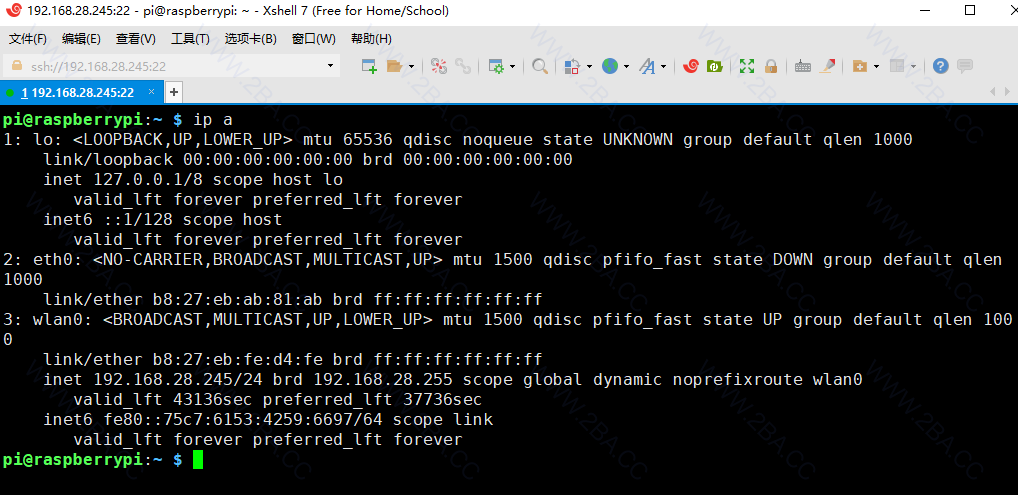 192.168.28.245:22 - pi@raspberrypi: ~ - Xshell 7 (Free for Home/School)
文件(F) 编辑(E) 查看(V) 工具(T) 选项卡(B) 窗口(W) 帮助(H)
ssh://192.168.28.245:22
1 192.168.28.245:22 × +
pi@raspberrypi:~ $ ip a
1: lo: <LOOPBACK,UP,LOWER_UP> mtu 65536 qdisc noqueue state UNKNOWN group default qlen 1000
    link/loopback 00:00:00:00:00:00 brd 00:00:00:00:00:00
    inet 127.0.0.1/8 scope host lo
       valid_lft forever preferred_lft forever
    inet6 ::1/128 scope host
       valid_lft forever preferred_lft forever
2: eth0: <NO-CARRIER,BROADCAST,MULTICAST,UP> mtu 1500 qdisc pfifo_fast state DOWN group default qlen
1000
    link/ether b8:27:eb:ab:81:ab brd ff:ff:ff:ff:ff:ff
3: wlan0: <BROADCAST,MULTICAST,UP,LOWER_UP> mtu 1500 qdisc pfifo_fast state UP group default qlen 100
0
    link/ether b8:27:eb:fe:d4:fe brd ff:ff:ff:ff:ff:ff
    inet 192.168.28.245/24 brd 192.168.28.255 scope global dynamic noprefixroute wlan0
       valid_lft 43136sec preferred_lft 37736sec
    inet6 fe80::75c7:6153:4259:6697/64 scope link
       valid_lft forever preferred_lft forever
pi@raspberrypi:~ $
WWW.2BA.CC